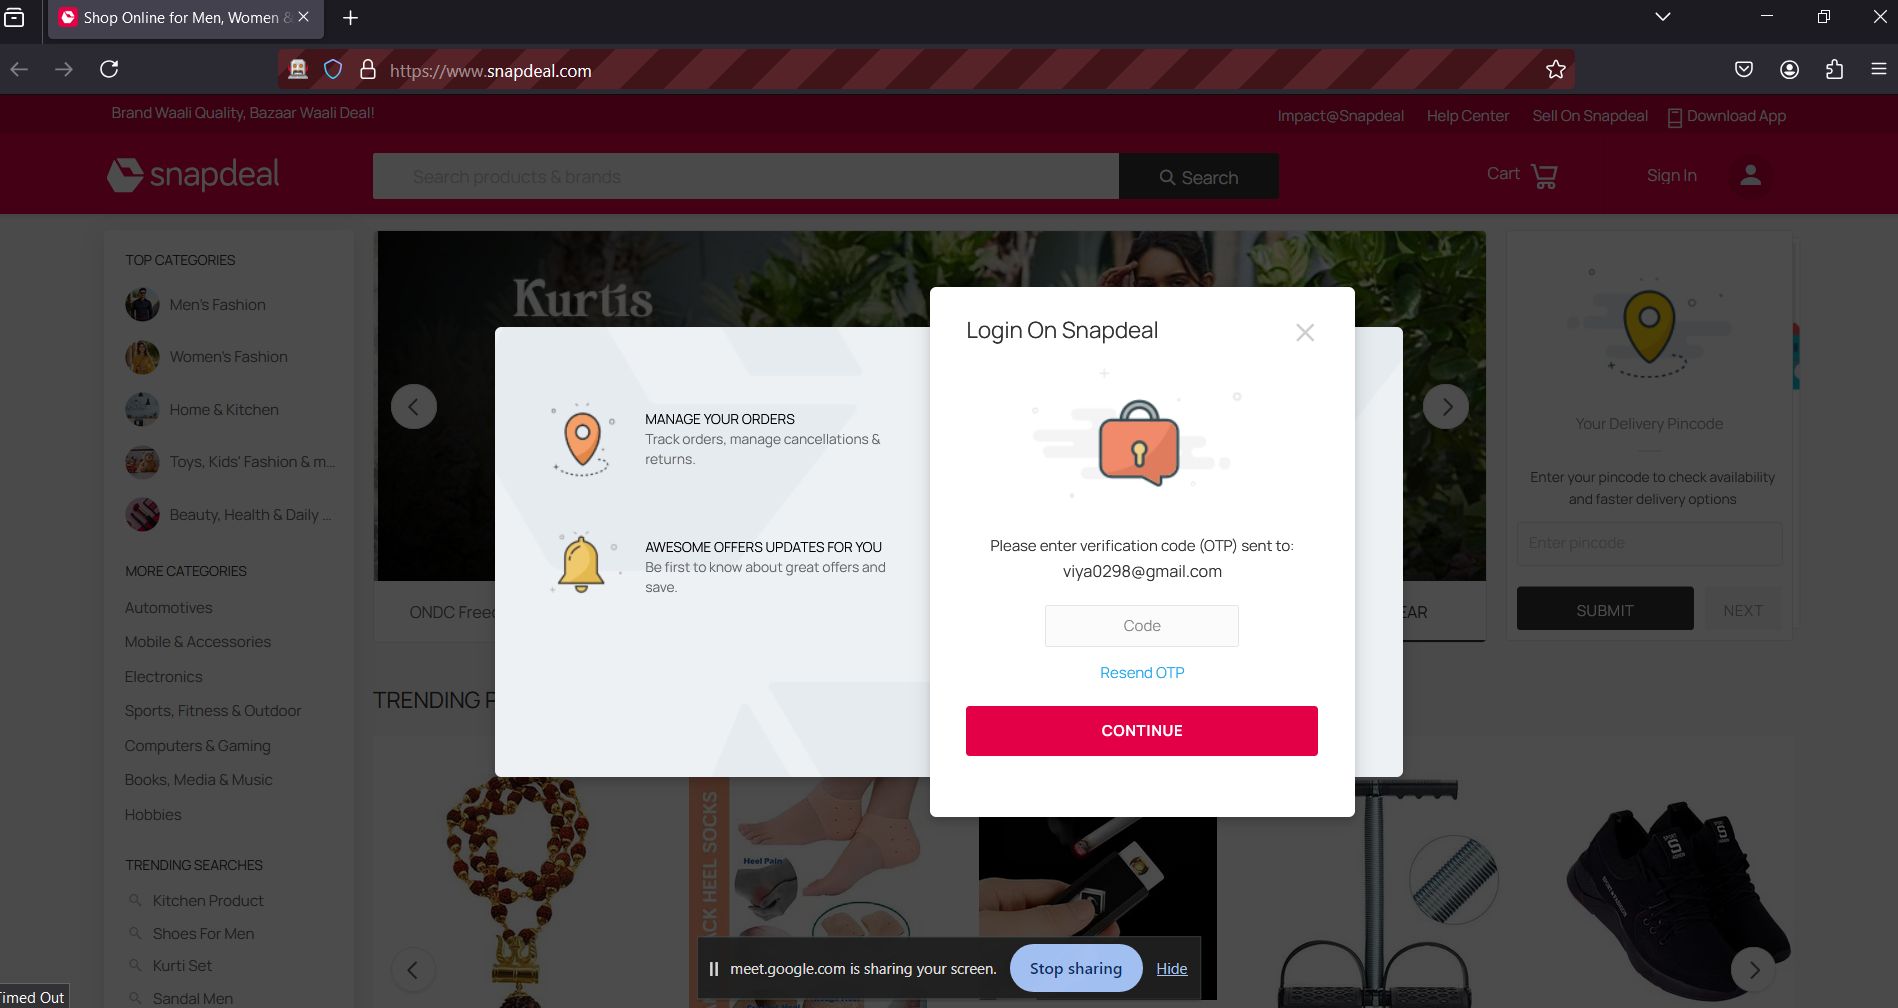 Shop Online for Men, Women &
https://www.snapdeal.com
Brand Waali Quality, Bazaar Waali Deal!
Impact@Snapdeal
Help Center
Sell On Snapdeal
Download App
snapdeal
Search products & brands
Search
Cart
Sign In
TOP CATEGORIES
Men's Fashion
Women's Fashion
Home & Kitchen
Toys, Kids' Fashion & m...
Beauty, Health & Daily ...
MORE CATEGORIES
Automotives
Mobile & Accessories
Electronics
Sports, Fitness & Outdoor
Computers & Gaming
Books, Media & Music
Hobbies
TRENDING SEARCHES
Kitchen Product
Shoes For Men
Kurti Set
Sandal Men
Kurtis
MANAGE YOUR ORDERS
Track orders, manage cancellations &
returns.
AWESOME OFFERS UPDATES FOR YOU
Be first to know about great offers and
save.
Login On Snapdeal
Please enter verification code (OTP) sent to:
viya0298@gmail.com
Code
Resend OTP
CONTINUE
Your Delivery Pincode
Enter your pincode to check availability
and faster delivery options
Enter pincode
SUBMIT
NEXT
ONDC Free
EAR
TRENDING P
ACK HEEL SOCKS
Heel Pain
meet.google.com is sharing your screen.
Stop sharing
Hide
Timed Out